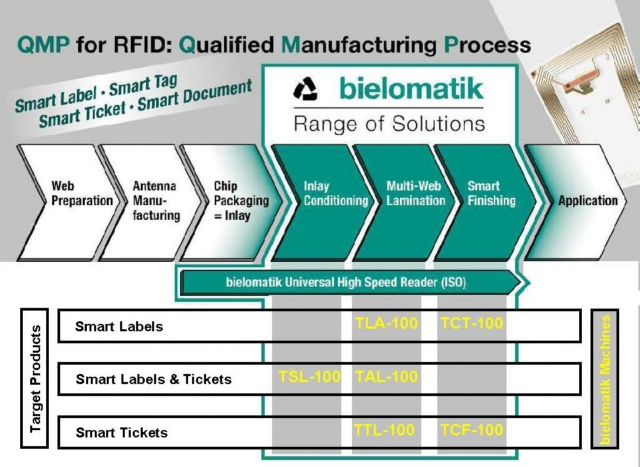 QMP for RFID: Qualified Manufacturing Process
Smart Label · Smart Tag
Smart Ticket · Smart Document
bielomatik
Range of Solutions
Web
Preparation
Antenna
Manu-
facturing
Chip
Packaging
= Inlay
Inlay
Conditioning
Multi-Web
Lamination
Smart
Finishing
Application
bielomatik Universal High Speed Reader (ISO)
Target Products
Smart Labels
TLA-100
TCT-100
Smart Labels & Tickets
TSL-100
TAL-100
Smart Tickets
TTL-100
TCF-100
bielomatik Machines